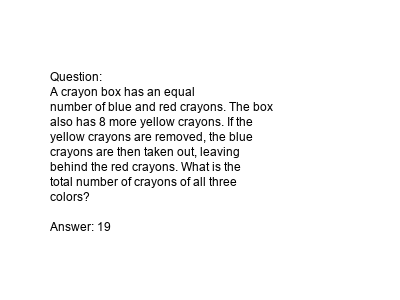 Question:
A crayon box has an equal
number of blue and red crayons. The box
also has 8 more yellow crayons. If the
yellow crayons are removed, the blue
crayons are then taken out, leaving
behind the red crayons. What is the
total number of crayons of all three
colors?
Answer: 19